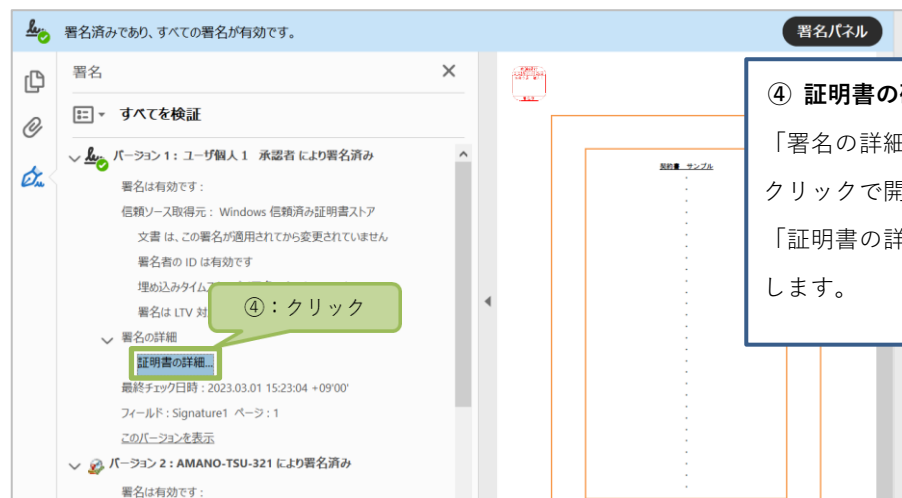 署名済みであり、すべての署名が有効です。
署名パネル
署名
すべてを検証
バージョン 1： ユーザ個人 1 承認者 により署名済み
署名は有効です：
信頼ソース取得元： Windows 信頼済み証明書ストア
文書 は、この署名が適用されてから変更されていません
署名者の ID は有効です
埋め込みタイム
署名は LTV 対
④：クリック
署名の詳細
証明書の詳細...
最終チェック日時：2023.03.01 15:23:04 +09'00'
フィールド：Signature1 ページ：1
このバージョンを表示
バージョン 2：AMANO-TSU-321 により署名済み
署名は有効です：
契約書 サンプル
④ 証明書の
「署名の詳細
クリックで開
「証明書の詳
します。